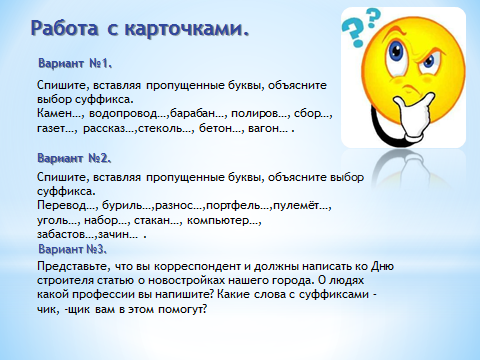 Работа с карточками.
Вариант №1.
Спишите, вставляя пропущенные буквы, объясните
выбор суффикса.
Камен…, водопровод…,барабан…, полиров…, сбор…,
газет…, рассказ…,стеколь…, бетон…, вагон… .
Вариант №2.
Спишите, вставляя пропущенные буквы, объясните выбор
суффикса.
Перевод…, буриль…,разнос…,портфель…,пулемёт…,
уголь…, набор…, стакан…, компьютер…,
забастов…,зачин… .
Вариант №3.
Представьте, что вы корреспондент и должны написать ко Дню
строителя статью о новостройках нашего города. О людях
какой профессии вы напишите? Какие слова с суффиксами -
чик, -щик вам в этом помогут?